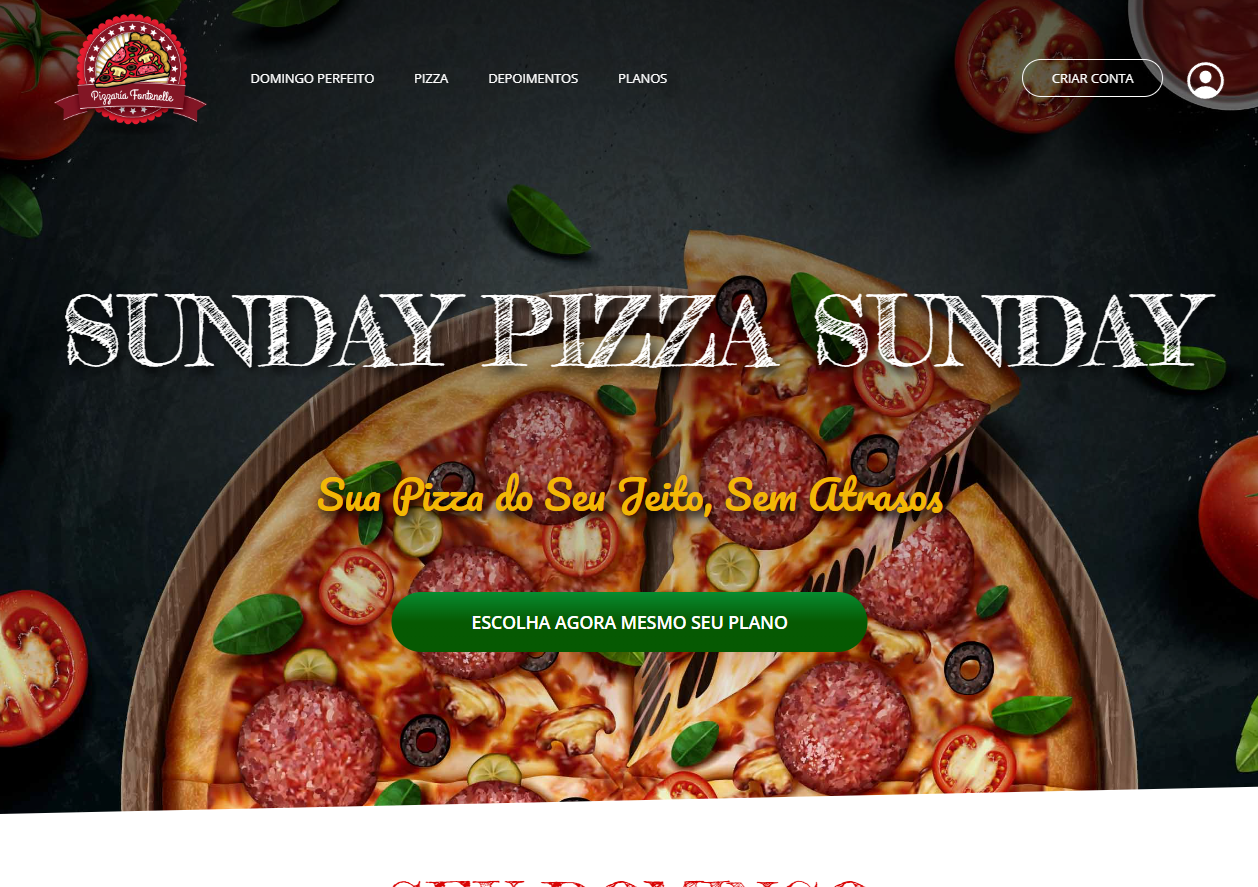 Pizzaria Fontenelle
DOMINGO PERFEITO
PIZZA
DEPOIMENTOS
PLANOS
CRIAR CONTA
SUNDAY PIZZA SUNDAY
Sua Pizza do Seu Jeito, Sem Atrasos
ESCOLHA AGORA MESMO SEU PLANO